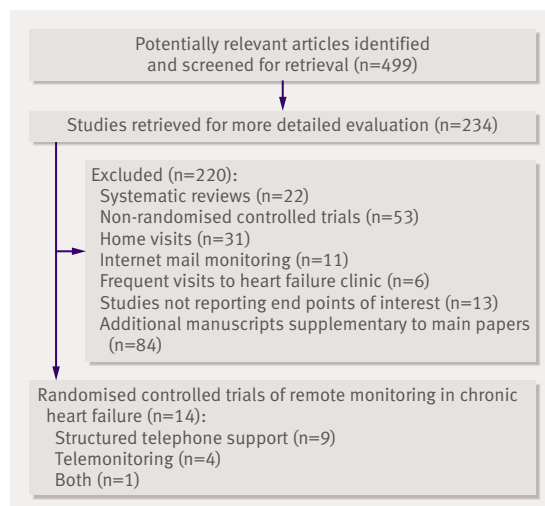 Potentially relevant articles identified
and screened for retrieval (n=499)
Studies retrieved for more detailed evaluation (n=234)
Excluded (n=220):
Systematic reviews (n=22)
Non-randomised controlled trials (n=53)
Home visits (n=31)
Internet mail monitoring (n=11)
Frequent visits to heart failure clinic (n=6)
Studies not reporting end points of interest (n=13)
Additional manuscripts supplementary to main papers
(n=84)
Randomised controlled trials of remote monitoring in chronic
heart failure (n=14):
Structured telephone support (n=9)
Telemonitoring (n=4)
Both (n=1)